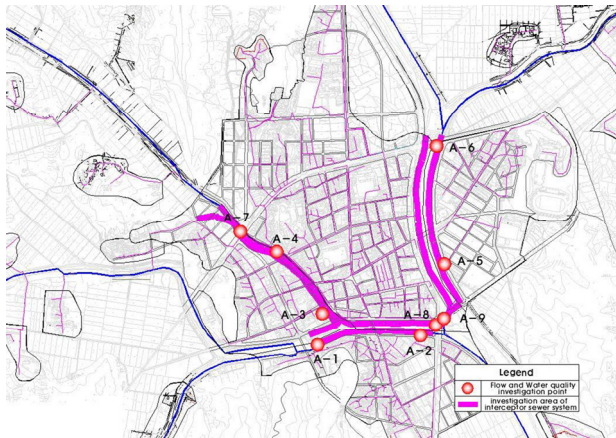 A-6
A-7
A-4
A-5
A-3
A-8
A-9
A-2
A-1
Legend
Flow and Water quality
investigation point
investigation area of
interceptor sewer system